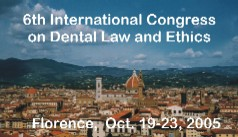 6th International Congress
on Dental Law and Ethics
Florence, Oct. 19-23, 2005